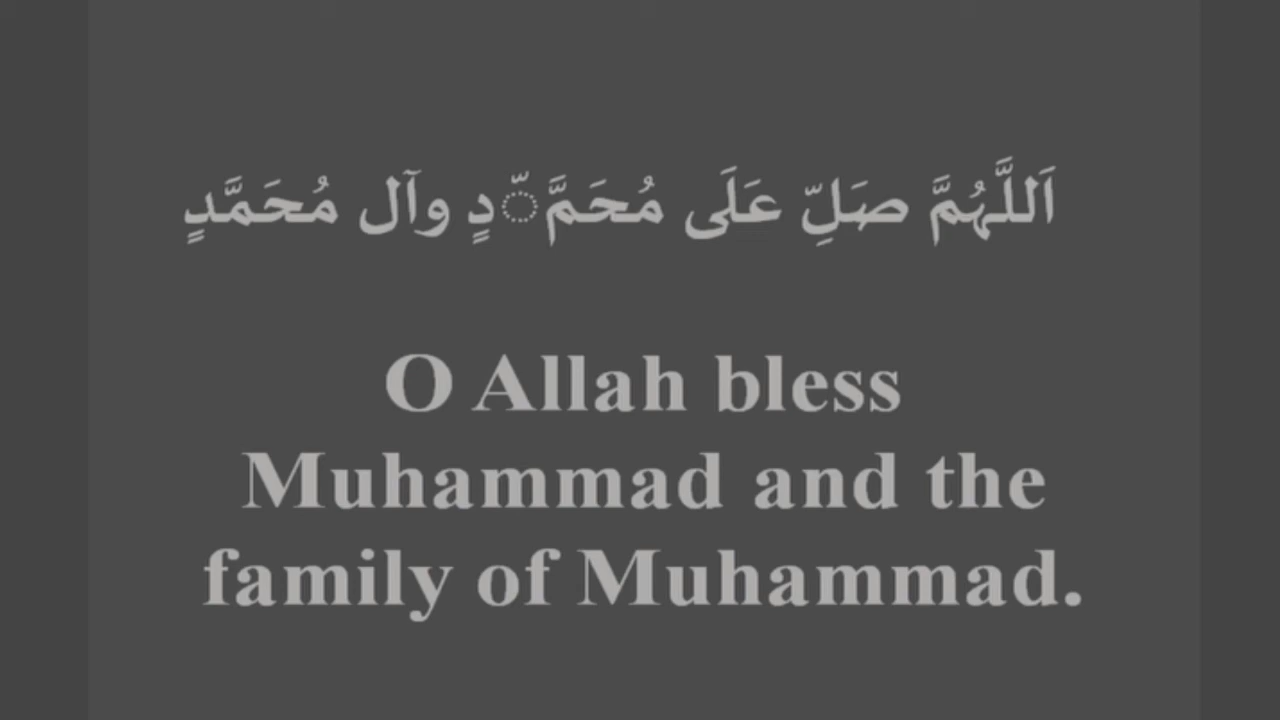 اَللَّهُمَّ صَلِّ عَلَى مُحَمَّ ّدٍ وآل مُحَمَّدٍ
O Allah bless
Muhammad and the
family of Muhammad.